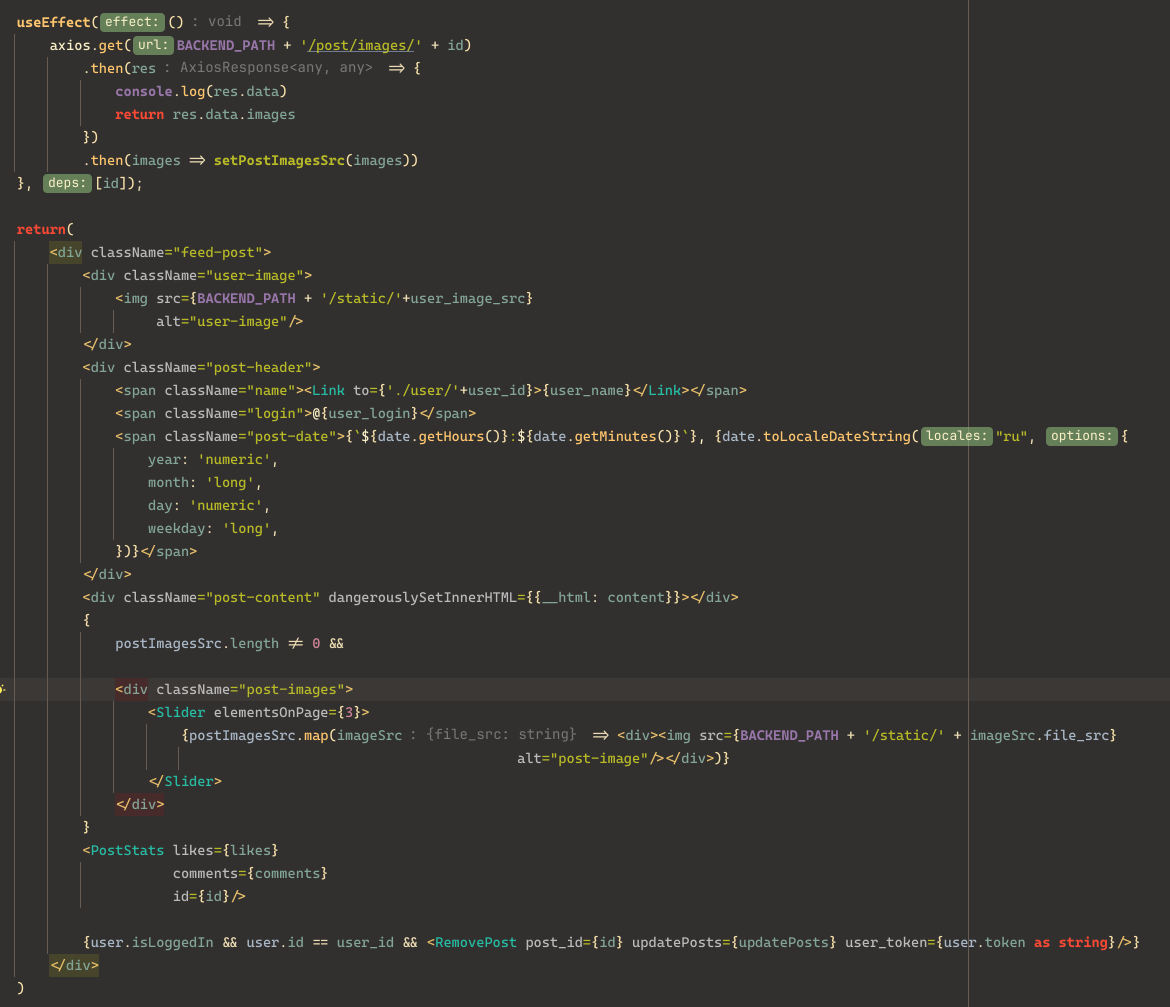 useEffect( effect: () : void => {
    axios.get( url: BACKEND_PATH + '/post/images/' + id)
        .then(res : AxiosResponse<any, any> => {
            console.log(res.data)
            return res.data.images
        })
        .then(images => setPostImagesSrc(images))
}, deps: [id]);
return(
    <div className="feed-post">
        <div className="user-image">
            <img src={BACKEND_PATH + '/static/'+user_image_src}
                 alt="user-image"/>
        </div>
        <div className="post-header">
            <span className="name"><Link to={'./user/'+user_id}>{user_name}</Link></span>
            <span className="login">@{user_login}</span>
            <span className="post-date">{`${date.getHours()}:${date.getMinutes()}`}, {date.toLocaleDateString( locales: "ru", options: {
                year: 'numeric',
                month: 'long',
                day: 'numeric',
                weekday: 'long',
            })}</span>
        </div>
        <div className="post-content" dangerouslySetInnerHTML={{__html: content}}></div>
        {
            postImagesSrc.length != 0 &&
            <div className="post-images">
                <Slider elementsOnPage={3}>
                    {postImagesSrc.map(imageSrc : {file_src: string} => <div><img src={BACKEND_PATH + '/static/' + imageSrc.file_src}
                                                             alt="post-image"/></div>)}
                </Slider>
            </div>
        }
        <PostStats likes={likes}
                   comments={comments}
                   id={id}/>
        {user.isLoggedIn && user.id == user_id && <RemovePost post_id={id} updatePosts={updatePosts} user_token={user.token as string}/>}
    </div>
)